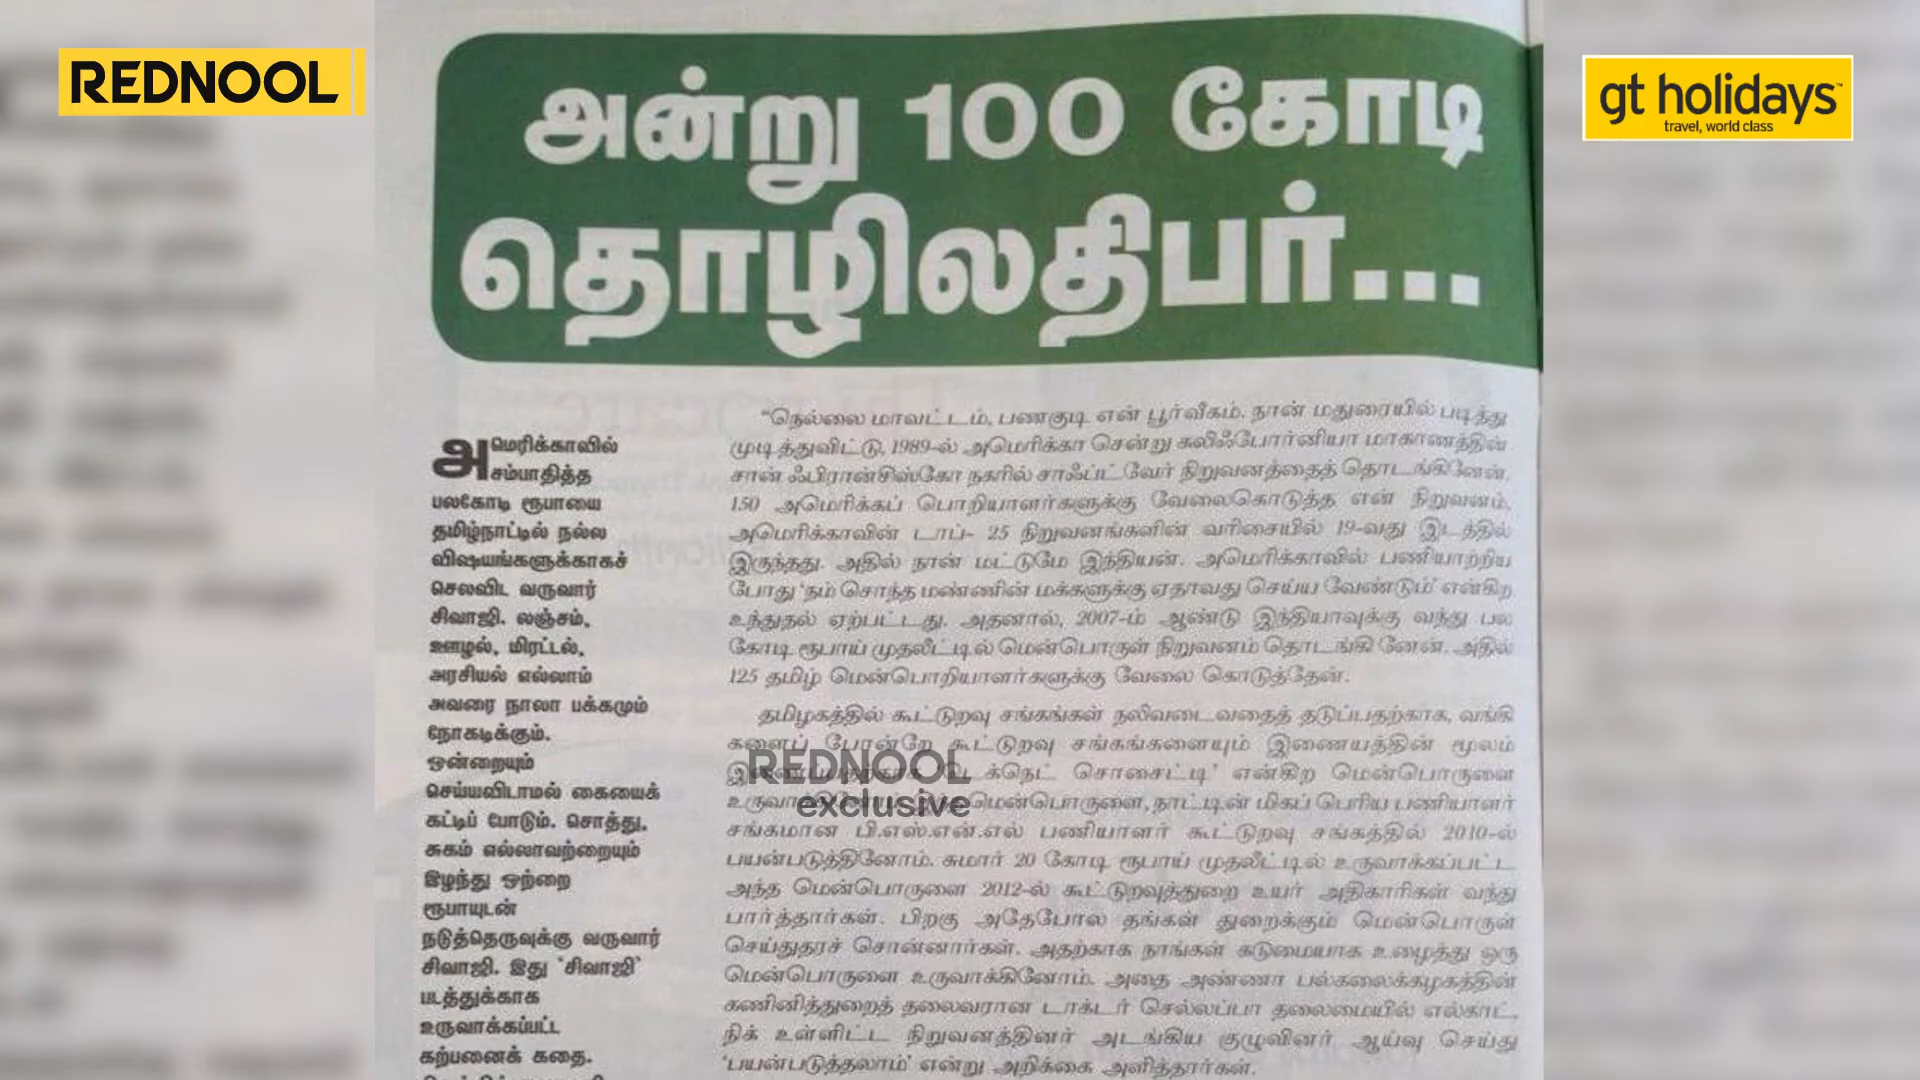 REDNOOL
gt holidays
travel, world class
அன்று 100 கோடி
தொழிலதிபர்...
அமெரிக்காவில்
சம்பாதித்த
பலகோடி ரூபாயை
தமிழ்நாட்டில் நல்ல
விஷயங்களுக்காகச்
செலவிட வருவார்
சிவாஜி. லஞ்சம்,
ஊழல், மிரட்டல்,
அரசியல் எல்லாம்
அவரை நாலா பக்கமும்
நோகடிக்கும்.
ஒன்றையும்
செய்யவிடாமல் கையைக்
கட்டிப் போடும். சொத்து,
சுகம் எல்லாவற்றையும்
இழந்து ஒற்றை
ரூபாயுடன்
நடுத்தெருவுக்கு வருவார்
சிவாஜி. இது 'சிவாஜி'
படத்துக்காக
உருவாக்கப்பட்ட
கற்பனைக் கதை.
“நெல்லை மாவட்டம், பணகுடி என் பூர்வீகம். நான் மதுரையில் படித்து
முடித்துவிட்டு, 1989-ல் அமெரிக்கா சென்று கலிஃபோர்னியா மாகாணத்தின்
சான் ஃபிரான்சிஸ்கோ நகரில் சாஃப்ட்வேர் நிறுவனத்தைத் தொடங்கினேன்.
150 அமெரிக்கப் பொறியாளர்களுக்கு வேலைகொடுத்த என் நிறுவனம்,
அமெரிக்காவின் டாப்- 25 நிறுவனங்களின் வரிசையில் 19-வது இடத்தில்
இருந்தது. அதில் நான் மட்டுமே இந்தியன். அமெரிக்காவில் பணியாற்றிய
போது 'நம் சொந்த மண்ணின் மக்களுக்கு ஏதாவது செய்ய வேண்டும்' என்கிற
உந்துதல் ஏற்பட்டது. அதனால், 2007-ம் ஆண்டு இந்தியாவுக்கு வந்து பல
கோடி ரூபாய் முதலீட்டில் மென்பொருள் நிறுவனம் தொடங்கினேன். அதில்
125 தமிழ் மென்பொறியாளர்களுக்கு வேலை கொடுத்தேன்.
தமிழகத்தில் கூட்டுறவு சங்கங்கள் நலிவடைவதைத் தடுப்பதற்காக, வங்கி
களைப் போன்றே கூட்டுறவு சங்கங்களையும் இணையத்தின் மூலம்
சொசைட்டி' என்கிற மென்பொருளை
REDNOOL
exclusive
மென்பொருளை, நாட்டின் மிகப் பெரிய பணியாளர்
சங்கமான பி.எஸ்.என்.எல் பணியாளர் கூட்டுறவு சங்கத்தில் 2010-ல்
பயன்படுத்தினோம். சுமார் 20 கோடி ரூபாய் முதலீட்டில் உருவாக்கப்பட்ட
அந்த மென்பொருளை 2012-ல் கூட்டுறவுத்துறை உயர் அதிகாரிகள் வந்து
பார்த்தார்கள். பிறகு அதேபோல தங்கள் துறைக்கும் மென்பொருள்
செய்துதரச் சொன்னார்கள். அதற்காக நாங்கள் கடுமையாக உழைத்து ஒரு
மென்பொருளை உருவாக்கினோம். அதை அண்ணா பல்கலைக்கழகத்தின்
கணினித்துறைத் தலைவரான டாக்டர் செல்லப்பா தலைமையில் எல்காட்,
நிக் உள்ளிட்ட நிறுவனத்தினர் அடங்கிய குழுவினர் ஆய்வு செய்து
'பயன்படுத்தலாம்' என்று அறிக்கை அளித்தார்கள்.